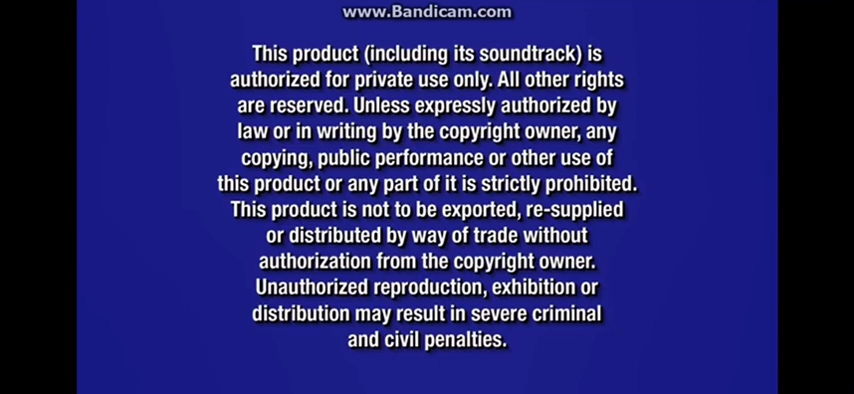 www.Bandicam.com
This product (including its soundtrack) is
authorized for private use only. All other rights
are reserved. Unless expressly authorized by
law or in writing by the copyright owner, any
copying, public performance or other use of
this product or any part of it is strictly prohibited.
This product is not to be exported, re-supplied
or distributed by way of trade without
authorization from the copyright owner.
Unauthorized reproduction, exhibition or
distribution may result in severe criminal
and civil penalties.